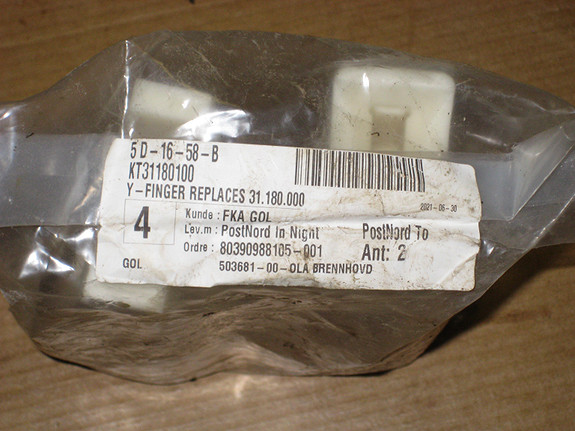 5D-16-58-B
KT31180100
Y-FINGER REPLACES 31.180.000
2021-06-30
4
Kunde : FKA GOL
Lev.m : PostNord In Night PostNord To
Ordre : 80390988105-001 Ant: 2
GOL 503681-00-OLA BRENNHOVD